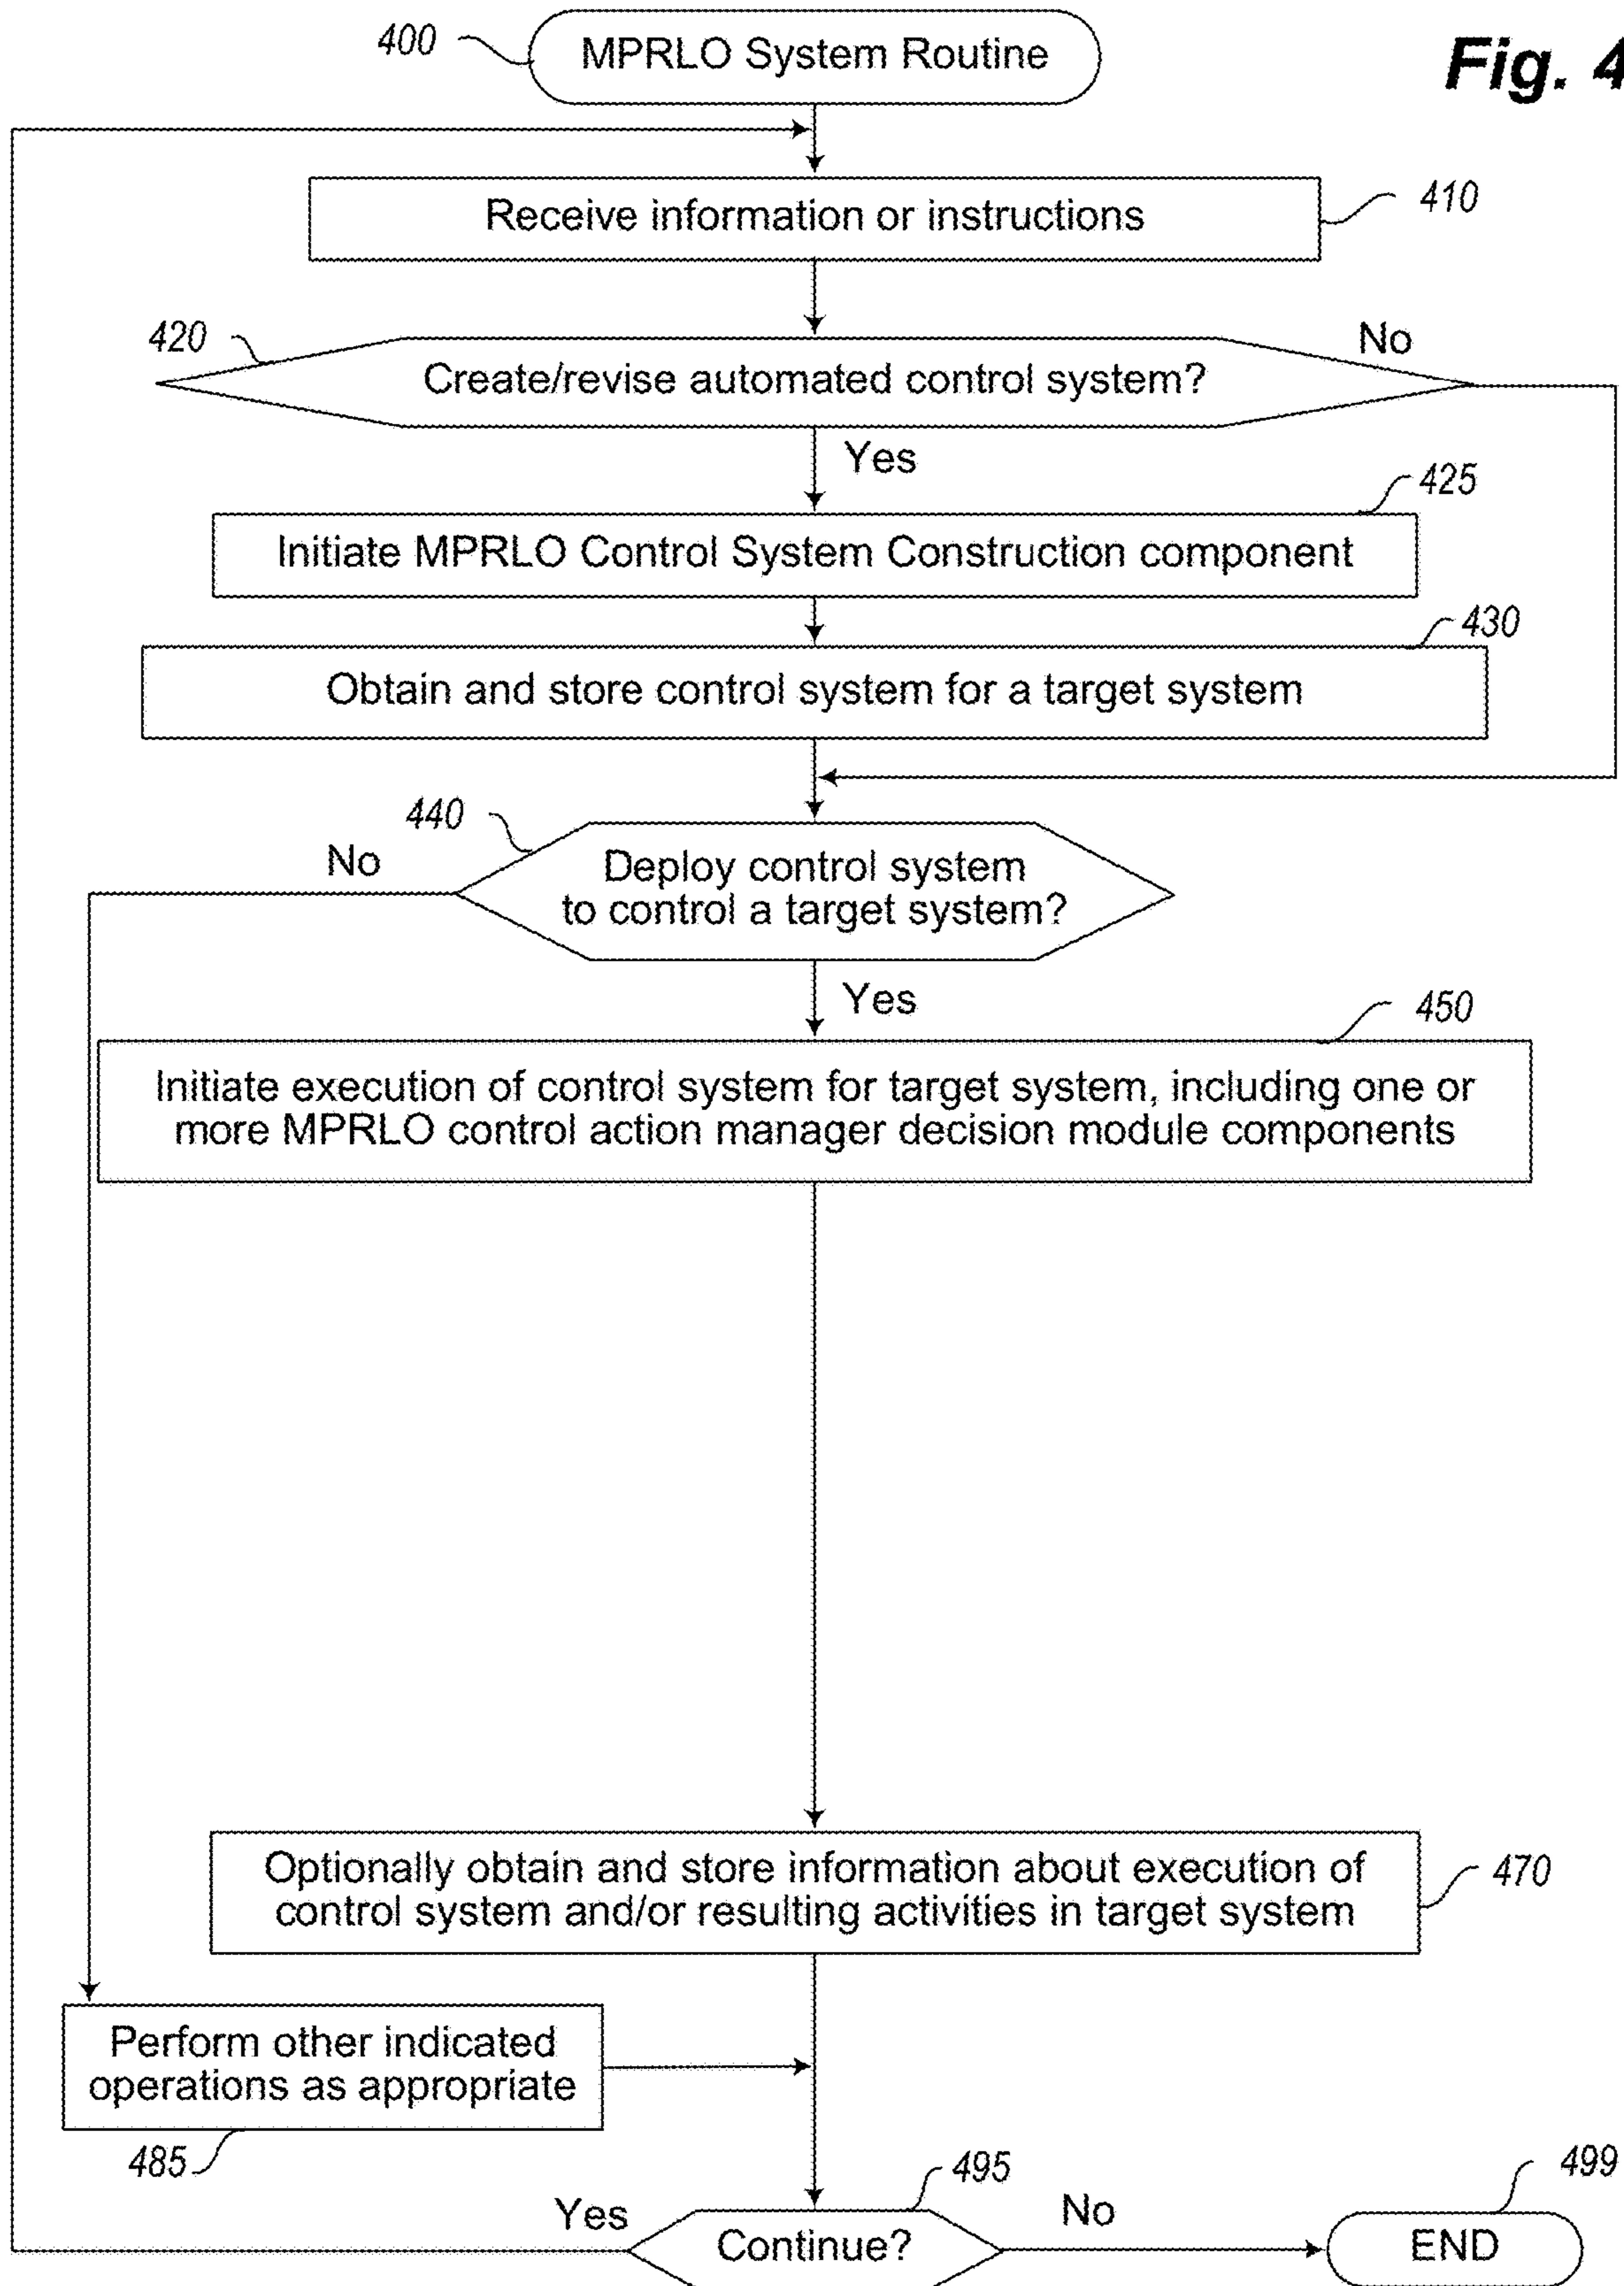 Fig. 4
400
MPRLO System Routine
Receive information or instructions
410
420
Create/revise automated control system?
No
Yes
425
Initiate MPRLO Control System Construction component
430
Obtain and store control system for a target system
440
No
Deploy control system
to control a target system?
Yes
450
Initiate execution of control system for target system, including one or
more MPRLO control action manager decision module components
Optionally obtain and store information about execution of
control system and/or resulting activities in target system
470
Perform other indicated
operations as appropriate
485
495
499
Yes
Continue?
No
END